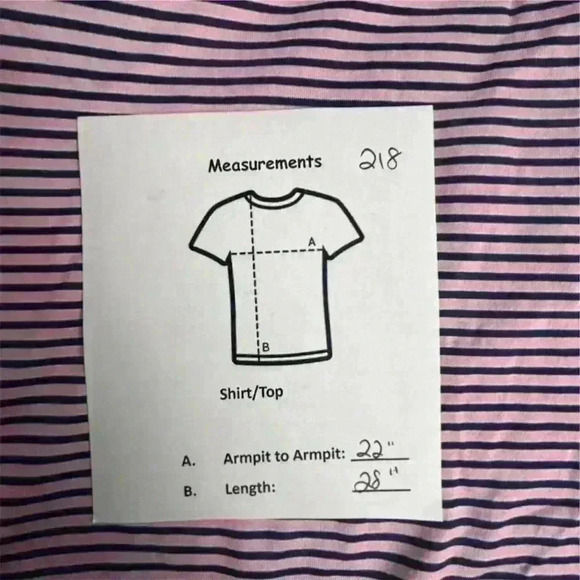 Measurements 218
A
B
Shirt/Top
A. Armpit to Armpit: 22"
B. Length: 28"